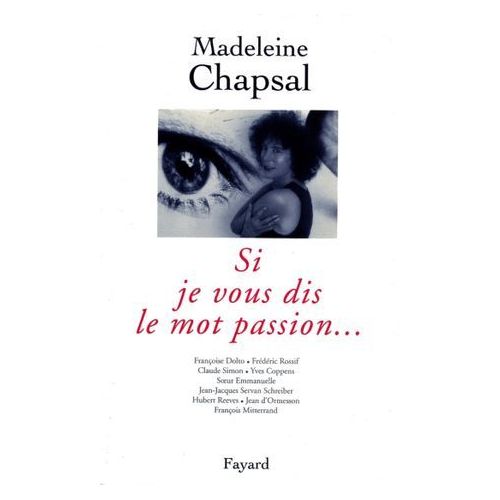 Madeleine
Chapsal
Si
je vous dis
le mot passion...
Françoise Dolto • Frédéric Rossif
Claude Simon • Yves Coppens
Sœur Emmanuelle
Jean-Jacques Servan Schreiber
Hubert Reeves • Jean d'Ormesson
François Mitterrand
Fayard